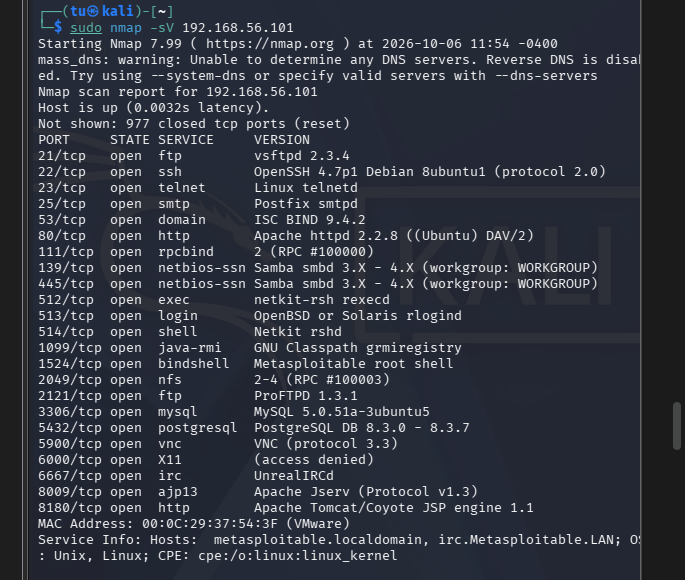 ┌──(tu㉿kali)-[~]
└─$ sudo nmap -sV 192.168.56.101
Starting Nmap 7.99 ( https://nmap.org ) at 2026-10-06 11:54 -0400
mass_dns: warning: Unable to determine any DNS servers. Reverse DNS is disa
ed. Try using --system-dns or specify valid servers with --dns-servers
Nmap scan report for 192.168.56.101
Host is up (0.0032s latency).
Not shown: 977 closed tcp ports (reset)
PORT     STATE SERVICE     VERSION
21/tcp   open  ftp         vsftpd 2.3.4
22/tcp   open  ssh         OpenSSH 4.7p1 Debian 8ubuntu1 (protocol 2.0)
23/tcp   open  telnet      Linux telnetd
25/tcp   open  smtp        Postfix smtpd
53/tcp   open  domain      ISC BIND 9.4.2
80/tcp   open  http        Apache httpd 2.2.8 ((Ubuntu) DAV/2)
111/tcp  open  rpcbind     2 (RPC #100000)
139/tcp  open  netbios-ssn Samba smbd 3.X - 4.X (workgroup: WORKGROUP)
445/tcp  open  netbios-ssn Samba smbd 3.X - 4.X (workgroup: WORKGROUP)
512/tcp  open  exec        netkit-rsh rexecd
513/tcp  open  login       OpenBSD or Solaris rlogind
514/tcp  open  shell       Netkit rshd
1099/tcp open  java-rmi    GNU Classpath grmiregistry
1524/tcp open  bindshell   Metasploitable root shell
2049/tcp open  nfs         2-4 (RPC #100003)
2121/tcp open  ftp         ProFTPD 1.3.1
3306/tcp open  mysql       MySQL 5.0.51a-3ubuntu5
5432/tcp open  postgresql  PostgreSQL DB 8.3.0 - 8.3.7
5900/tcp open  vnc         VNC (protocol 3.3)
6000/tcp open  X11         (access denied)
6667/tcp open  irc         UnrealIRCd
8009/tcp open  ajp13       Apache Jserv (Protocol v1.3)
8180/tcp open  http        Apache Tomcat/Coyote JSP engine 1.1
MAC Address: 00:0C:29:37:54:3F (VMware)
Service Info: Hosts:  metasploitable.localdomain, irc.Metasploitable.LAN; OS
: Unix, Linux; CPE: cpe:/o:linux:linux_kernel
KALI